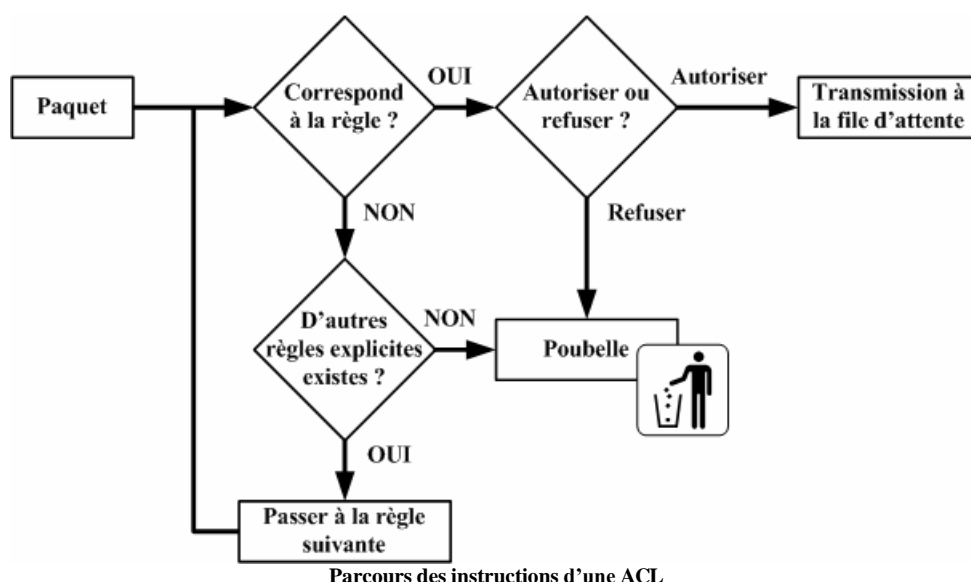 Paquet
Correspond
à la règle ?
OUI
Autoriser ou
refuser ?
Autoriser
Transmission à
la file d'attente
NON
Refuser
D'autres
règles explicites
existes ?
NON
Poubelle
OUI
Passer à la règle
suivante
Parcours des instructions d'une ACL